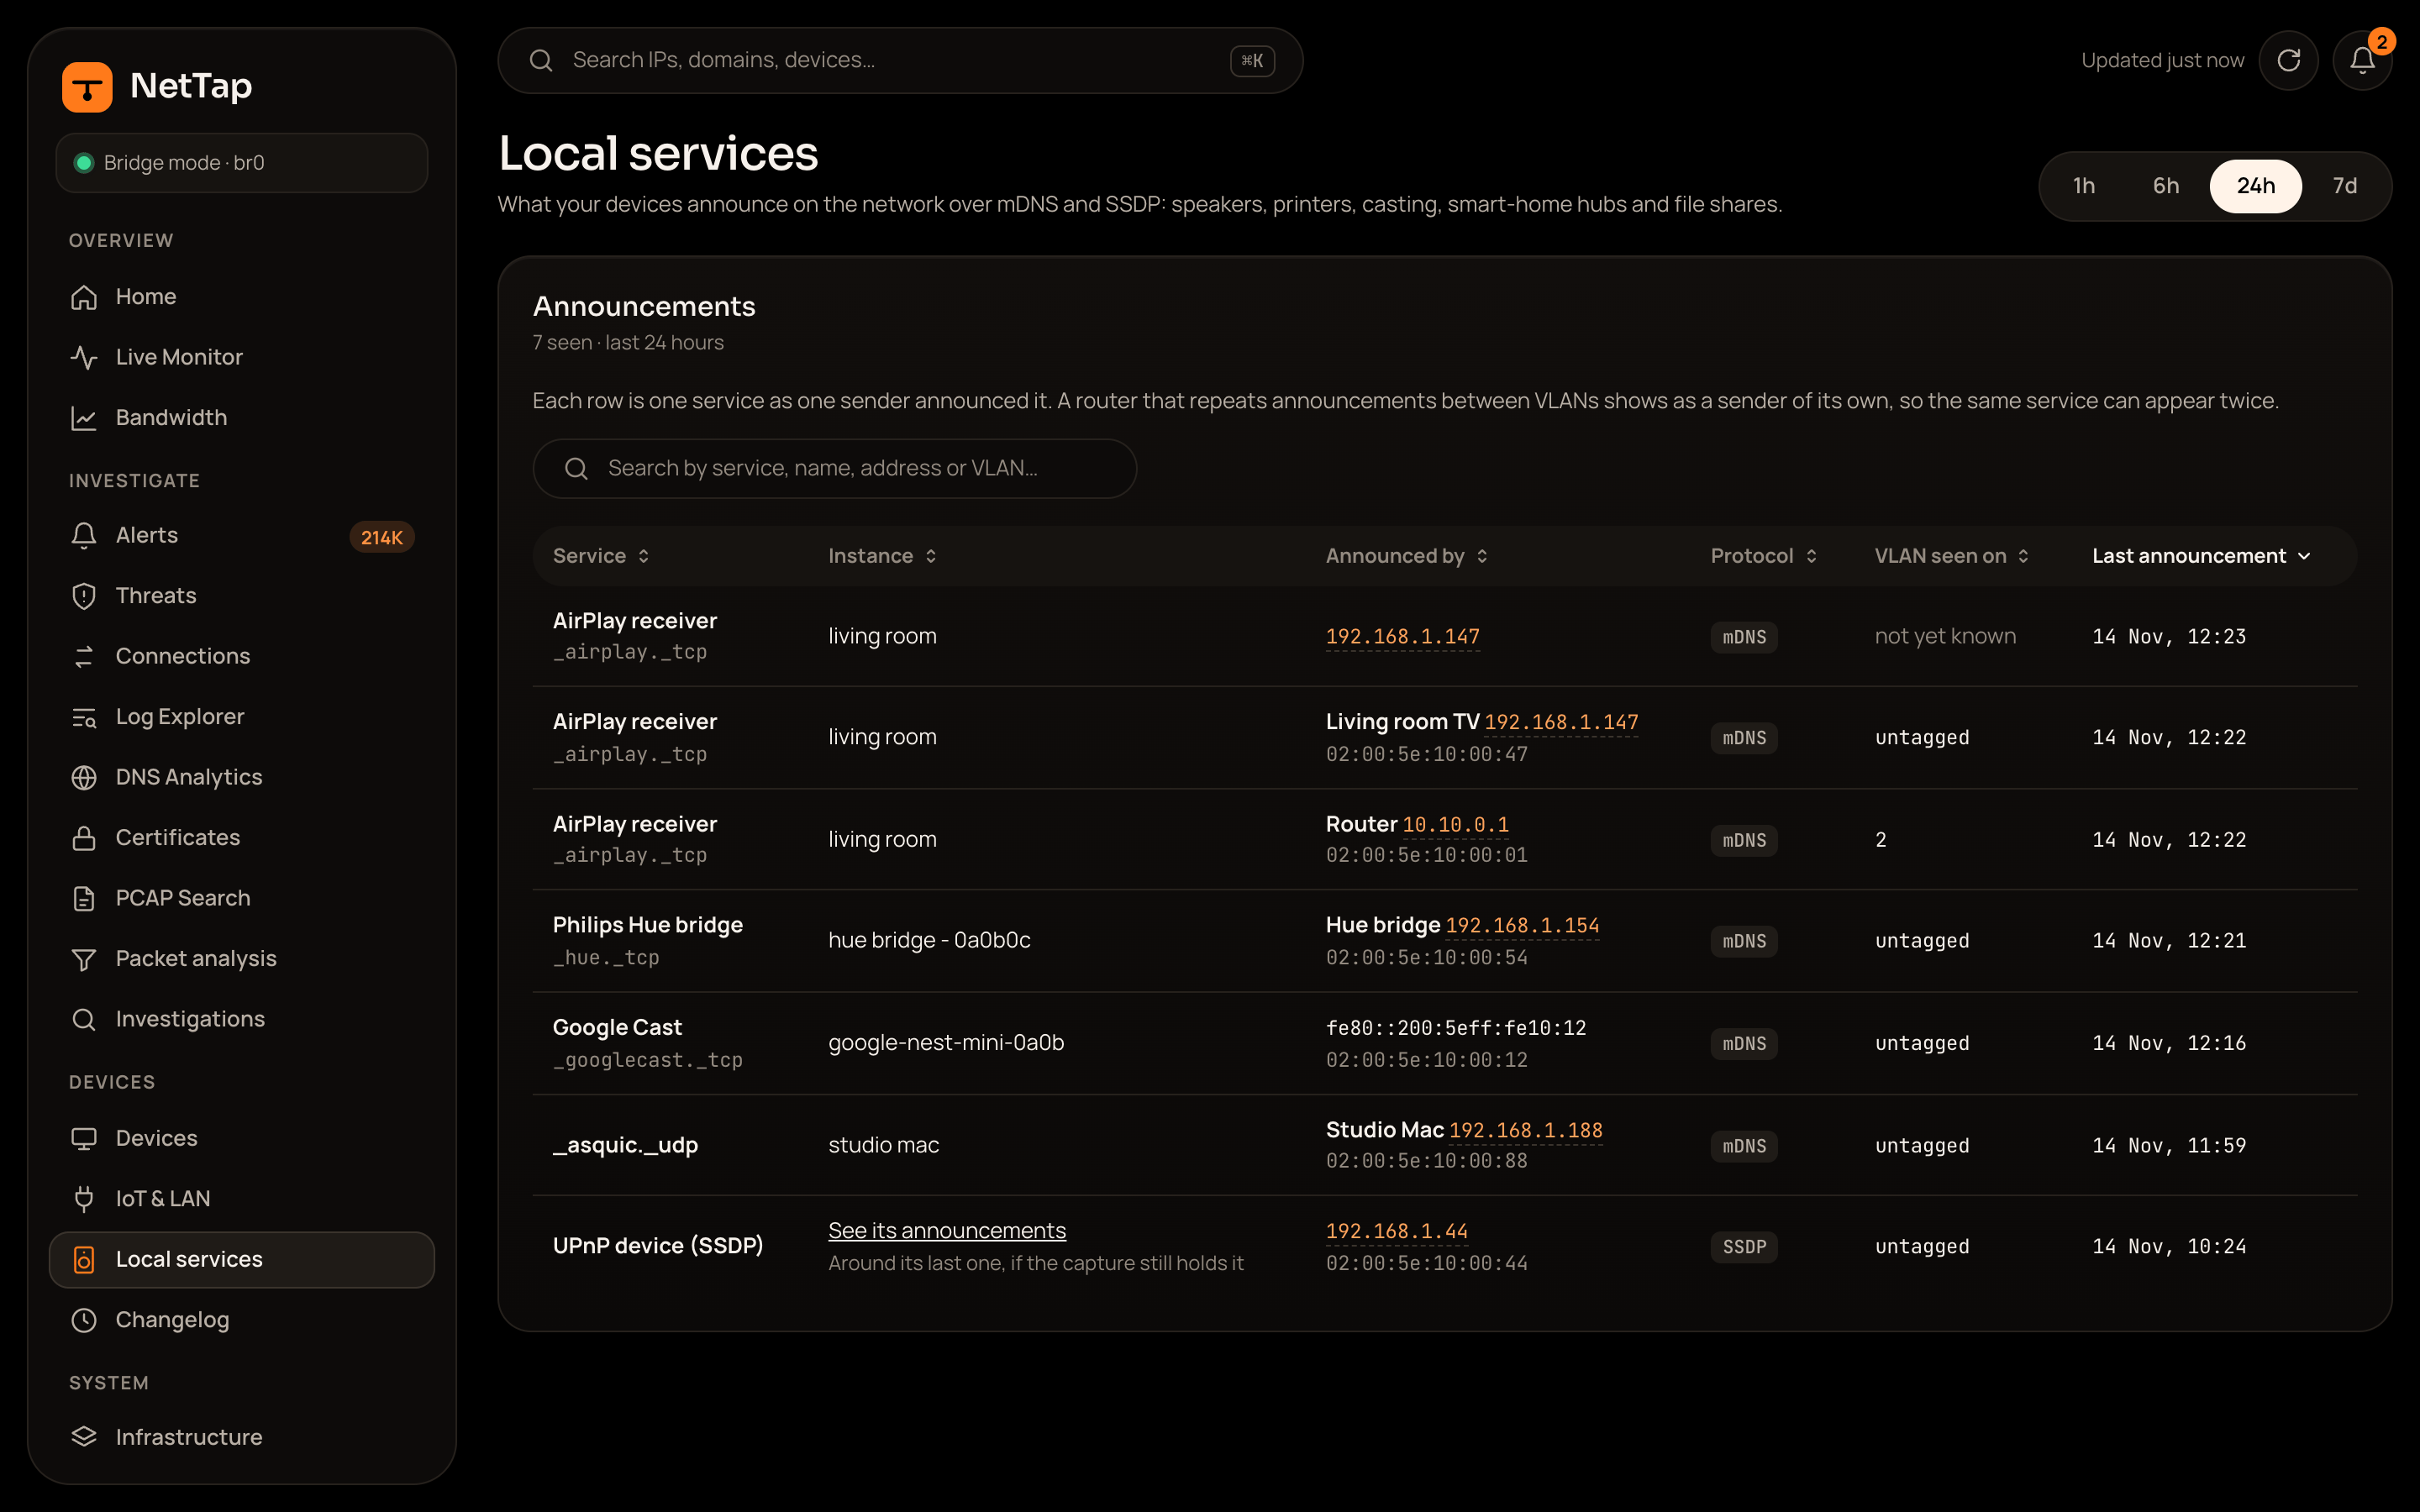 NetTap
Bridge mode · br0
OVERVIEW
Home
Live Monitor
Bandwidth
INVESTIGATE
Alerts 214K
Threats
Connections
Log Explorer
DNS Analytics
Certificates
PCAP Search
Packet analysis
Investigations
DEVICES
Devices
IoT & LAN
Local services
Changelog
SYSTEM
Infrastructure
Search IPs, domains, devices... ⌘K
Updated just now 2
Local services
What your devices announce on the network over mDNS and SSDP: speakers, printers, casting, smart-home hubs and file shares.
1h 6h 24h 7d
Announcements
7 seen · last 24 hours
Each row is one service as one sender announced it. A router that repeats announcements between VLANs shows as a sender of its own, so the same service can appear twice.
Search by service, name, address or VLAN...
Service Instance Announced by Protocol VLAN seen on Last announcement
AirPlay receiver living room 192.168.1.147 mDNS not yet known 14 Nov, 12:23
_airplay._tcp
AirPlay receiver living room Living room TV 192.168.1.147 mDNS untagged 14 Nov, 12:22
_airplay._tcp 02:00:5e:10:00:47
AirPlay receiver living room Router 10.10.0.1 mDNS 2 14 Nov, 12:22
_airplay._tcp 02:00:5e:10:00:01
Philips Hue bridge hue bridge - 0a0b0c Hue bridge 192.168.1.154 mDNS untagged 14 Nov, 12:21
_hue._tcp 02:00:5e:10:00:54
Google Cast google-nest-mini-0a0b fe80::200:5eff:fe10:12 mDNS untagged 14 Nov, 12:16
_googlecast._tcp 02:00:5e:10:00:12
_asquic._udp studio mac Studio Mac 192.168.1.188 mDNS untagged 14 Nov, 11:59
02:00:5e:10:00:88
UPnP device (SSDP) See its announcements 192.168.1.44 SSDP untagged 14 Nov, 10:24
Around its last one, if the capture still holds it 02:00:5e:10:00:44